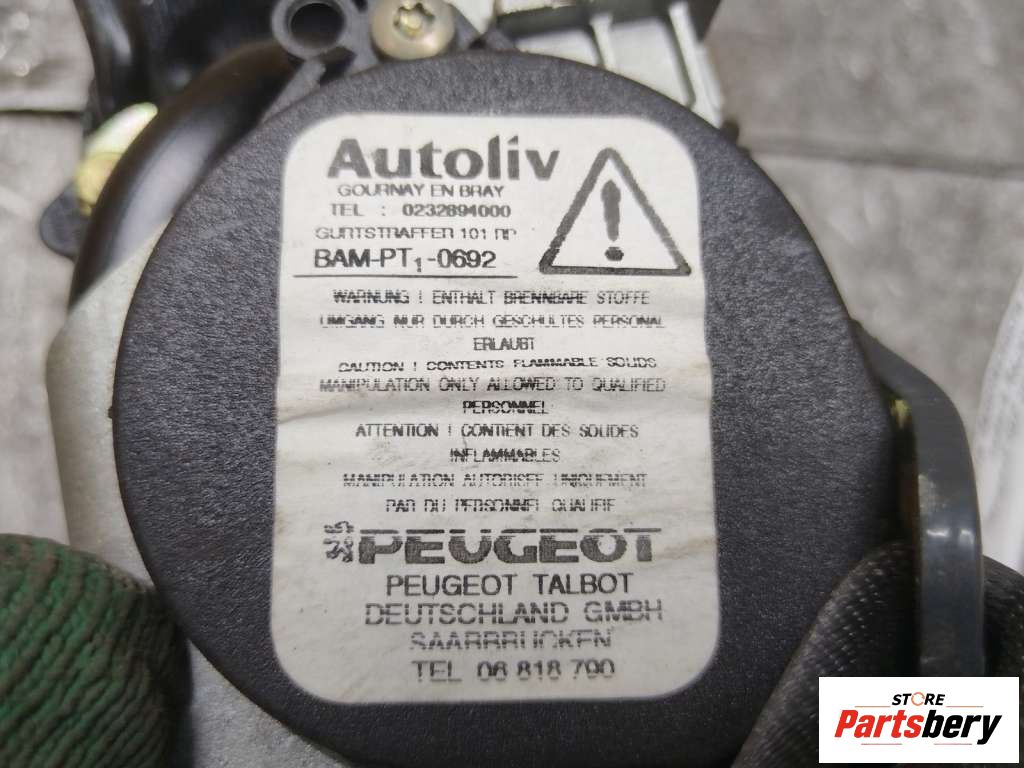 Autoliv
GOURNAY EN BRAY
TEL : 0232894000
GURTSTRAFFER 101 RP
BAM-PT1-0692
WARNUNG ! ENTHALT BRENNBARE STOFFE
UMGANG NUR DURCH GESCHULTES PERSONAL
ERLAUBT
CAUTION ! CONTENTS FLAMMABLE SOLIDS
MANIPULATION ONLY ALLOWED TO QUALIFIED
PERSONNEL
ATTENTION ! CONTIENT DES SOLIDES
INFLAMMABLES
MANIPULATION AUTORISEE UNIQUEMENT
PAR DU PERSONNEL QUALIFIE
PEUGEOT
PEUGEOT TALBOT
DEUTSCHLAND GMBH
SAARBRUCKEN
TEL 06 818 790
STORE
Partsbery